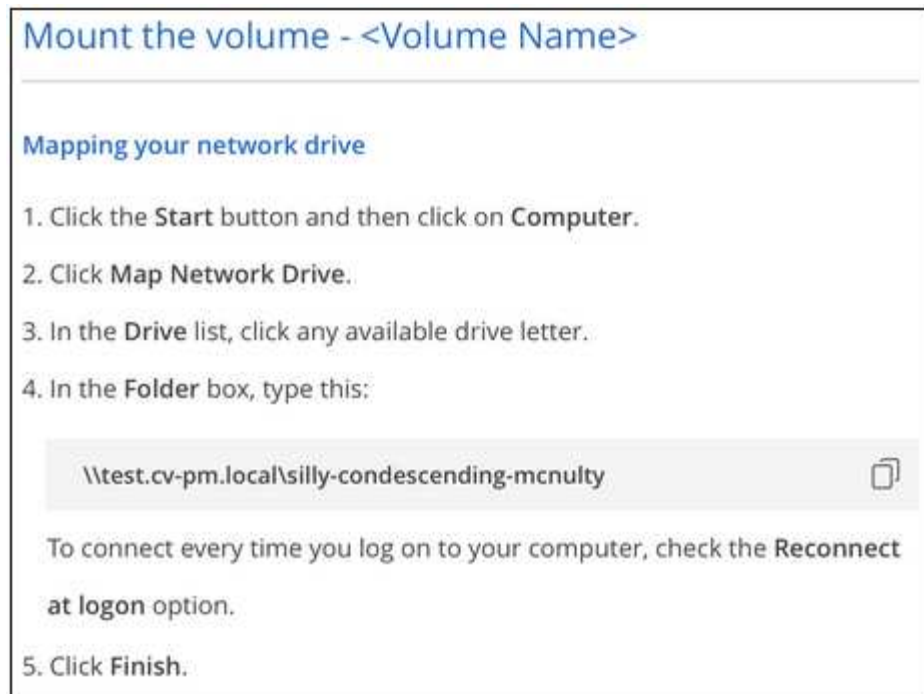 Mount the volume - <Volume Name>
Mapping your network drive
1. Click the Start button and then click on Computer.
2. Click Map Network Drive.
3. In the Drive list, click any available drive letter.
4. In the Folder box, type this:
\\test.cv-pm.local\silly-condescending-mcnulty
To connect every time you log on to your computer, check the Reconnect
at logon option.
5. Click Finish.